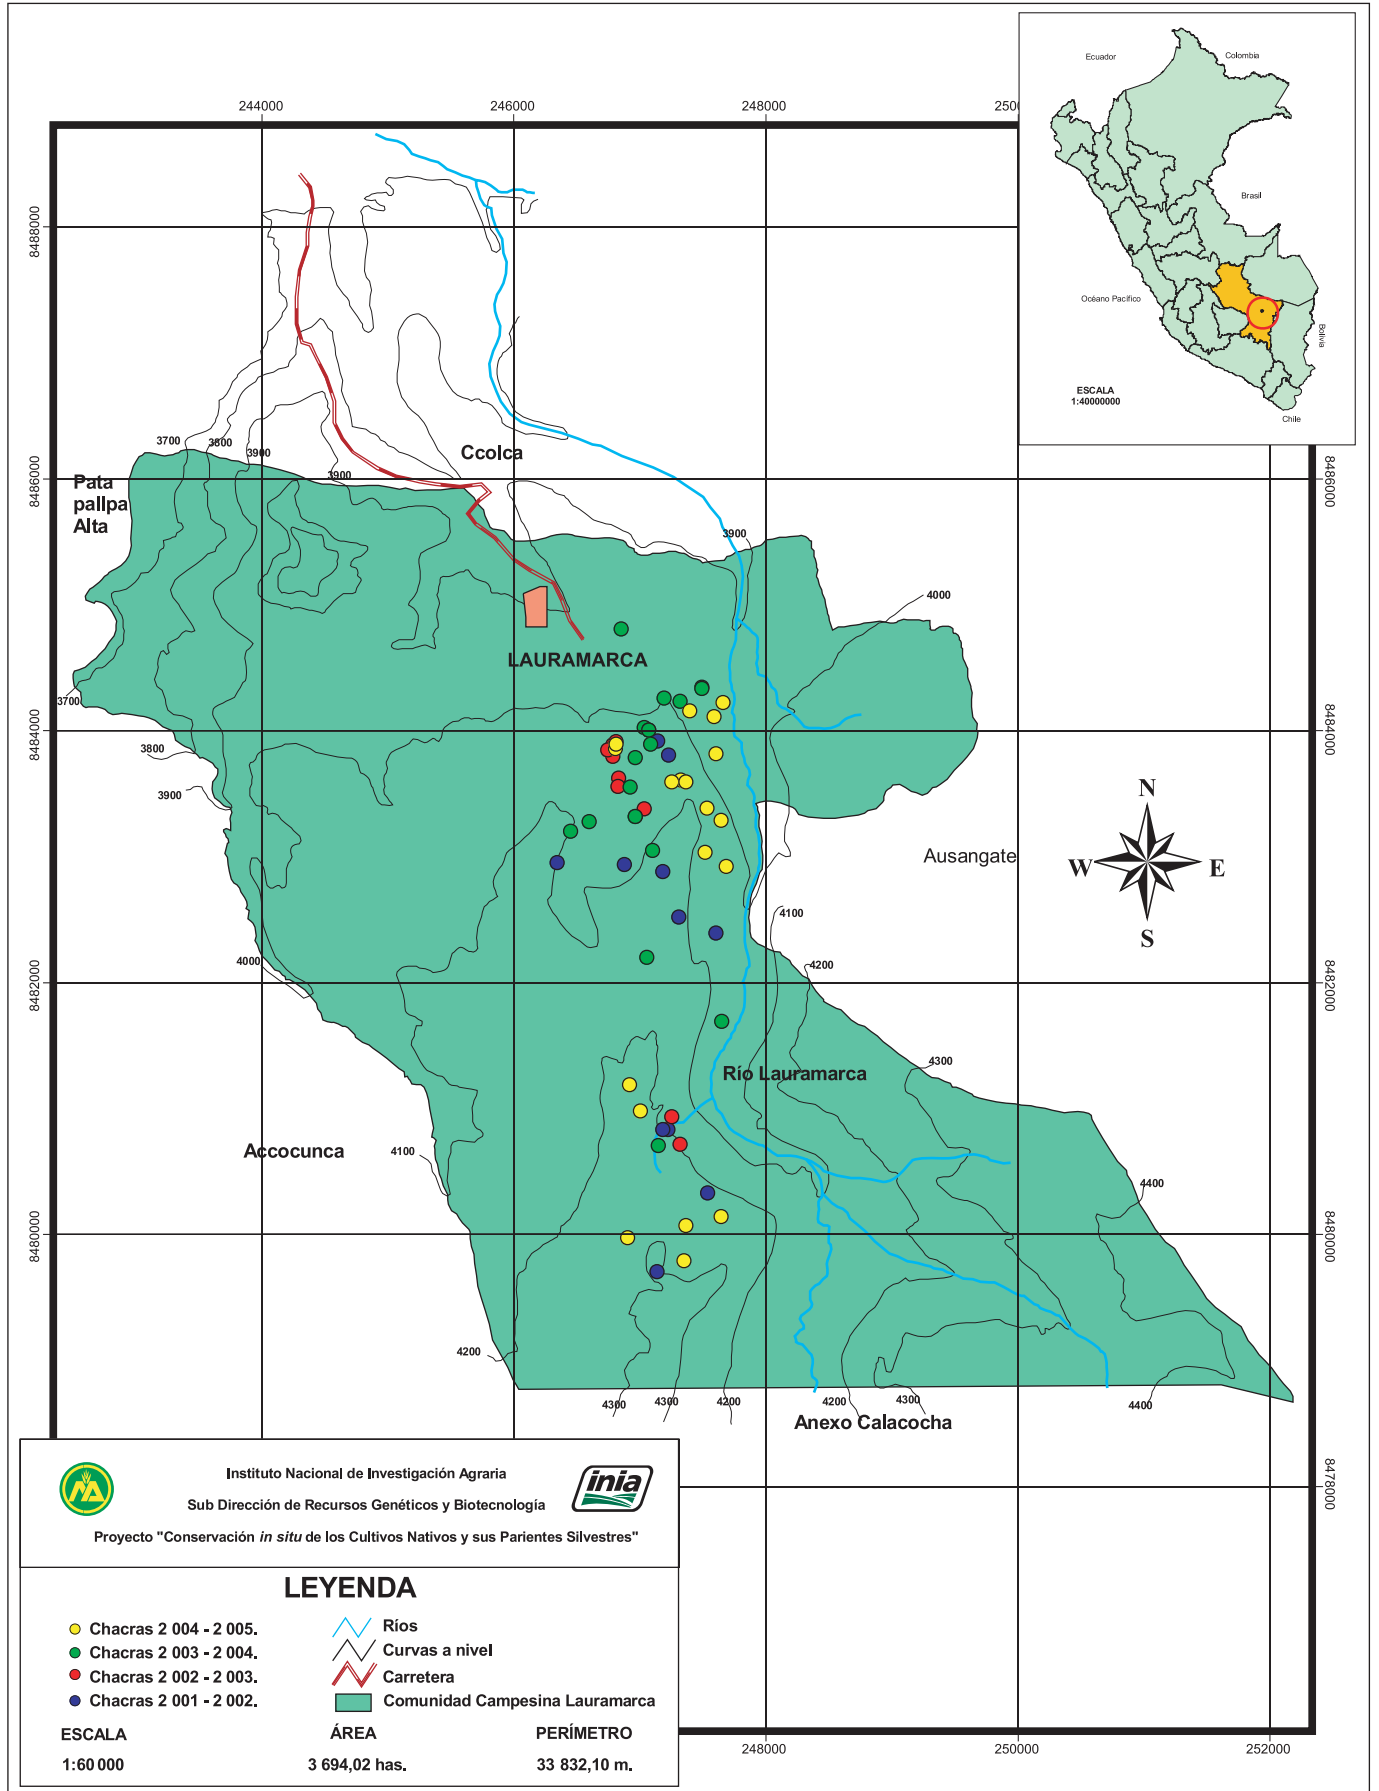 Ecuador
Colombia
Brasil
Océano Pacífico
Bolivia
Chile
ESCALA
1:40000000
244000
246000
248000
8488000
3700
3800
3900
3900
Ccolca
Pata
pallpa
Alta
8486000
8486000
3900
4000
LAURAMARCA
3700
8484000
8484000
3800
3900
N
W
E
S
Ausangate
4100
4200
4000
8482000
8482000
4300
Río Lauramarca
Accocunca
4100
4400
8480000
8480000
4200
4300
4300
4200
4200
4300
4400
Anexo Calacocha
8478000
Instituto Nacional de Investigación Agraria
Sub Dirección de Recursos Genéticos y Biotecnología
Proyecto "Conservación in situ de los Cultivos Nativos y sus Parientes Silvestres"
inia
LEYENDA
Chacras 2 004 - 2 005.
Chacras 2 003 - 2 004.
Chacras 2 002 - 2 003.
Chacras 2 001 - 2 002.
Ríos
Curvas a nivel
Carretera
Comunidad Campesina Lauramarca
ESCALA
1:60 000
ÁREA
3 694,02 has.
PERÍMETRO
33 832,10 m.
248000
250000
252000